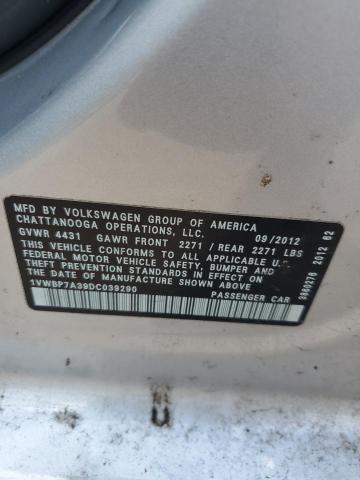 MFD BY VOLKSWAGEN GROUP OF AMERICA
CHATTANOOGA OPERATIONS, LLC. 09/2012
GVWR 4431 GAWR FRONT 2271 / REAR 2271 LBS
THIS VEHICLE CONFORMS TO ALL APPLICABLE U.S.
FEDERAL MOTOR VEHICLE SAFETY, BUMPER AND
THEFT PREVENTION STANDARDS IN EFFECT ON
THE DATE OF MANUFACTURE SHOWN ABOVE.
1VWBP7A39DC039290 PASSENGER CAR
3860276 2012 62